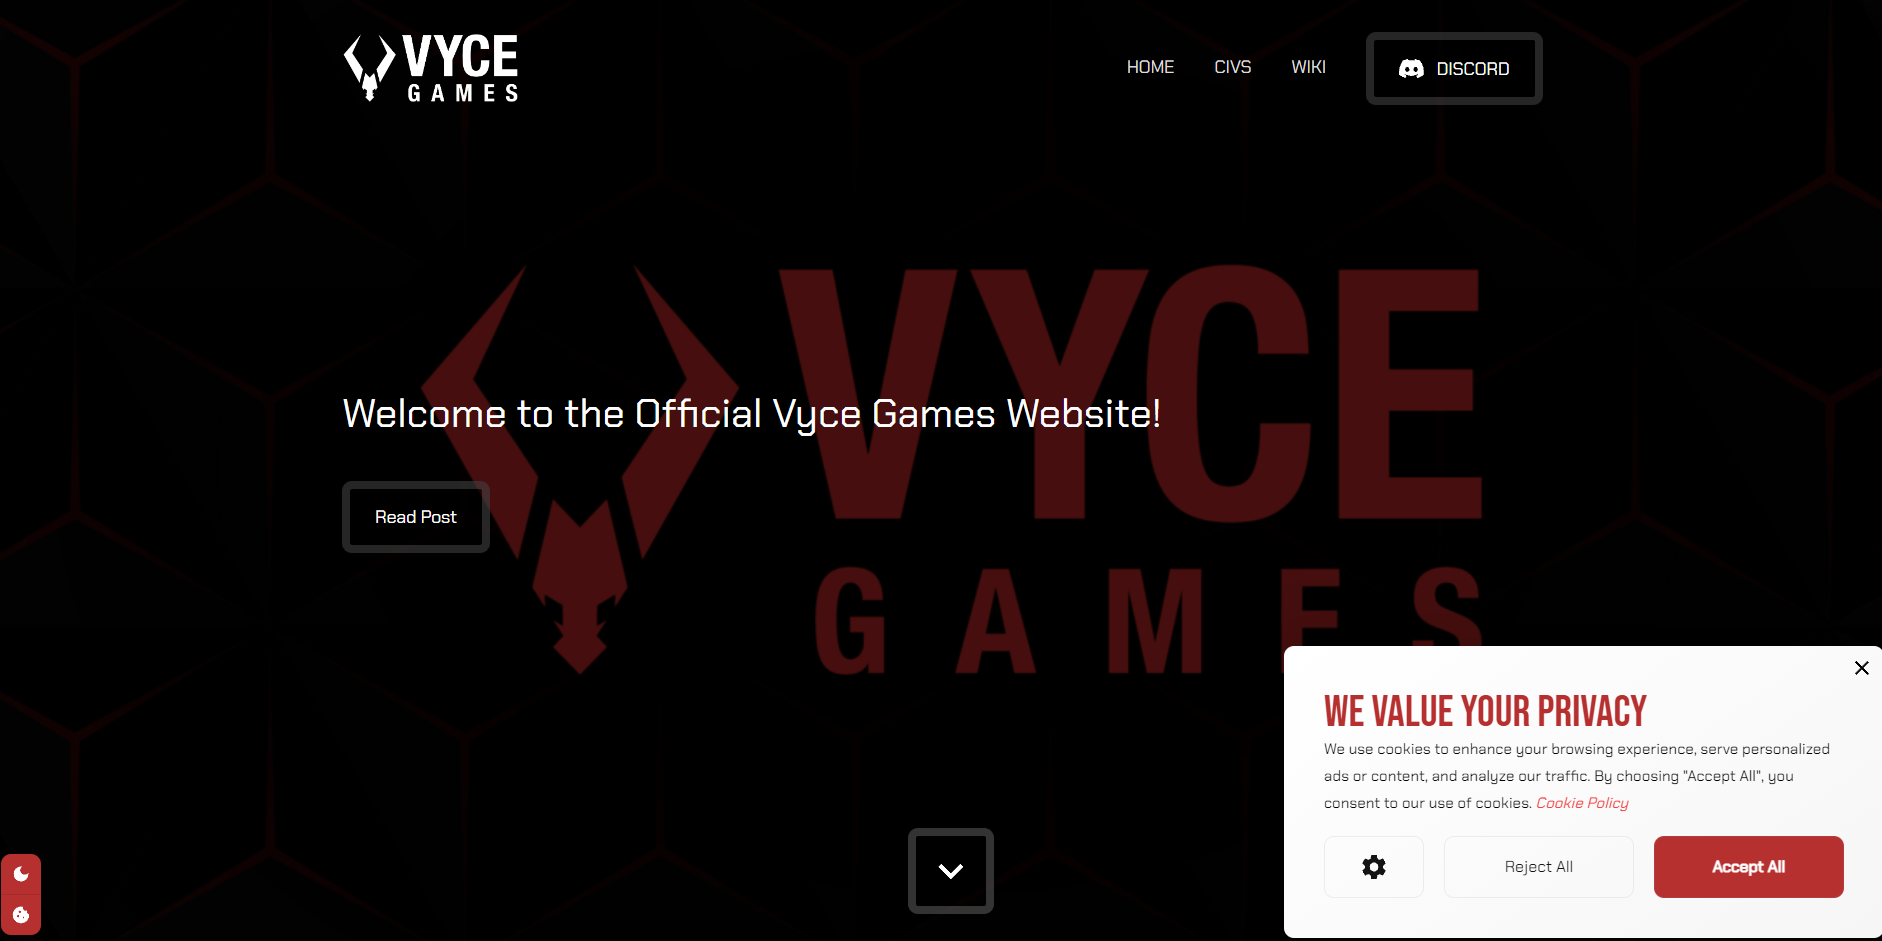 VYCE
GAMES
HOME
CIVS
WIKI
DISCORD
VYCE
GAMES
Welcome to the Official Vyce Games Website!
Read Post
WE VALUE YOUR PRIVACY
We use cookies to enhance your browsing experience, serve personalized
ads or content, and analyze our traffic. By choosing "Accept All", you
consent to our use of cookies. Cookie Policy
Reject All
Accept All